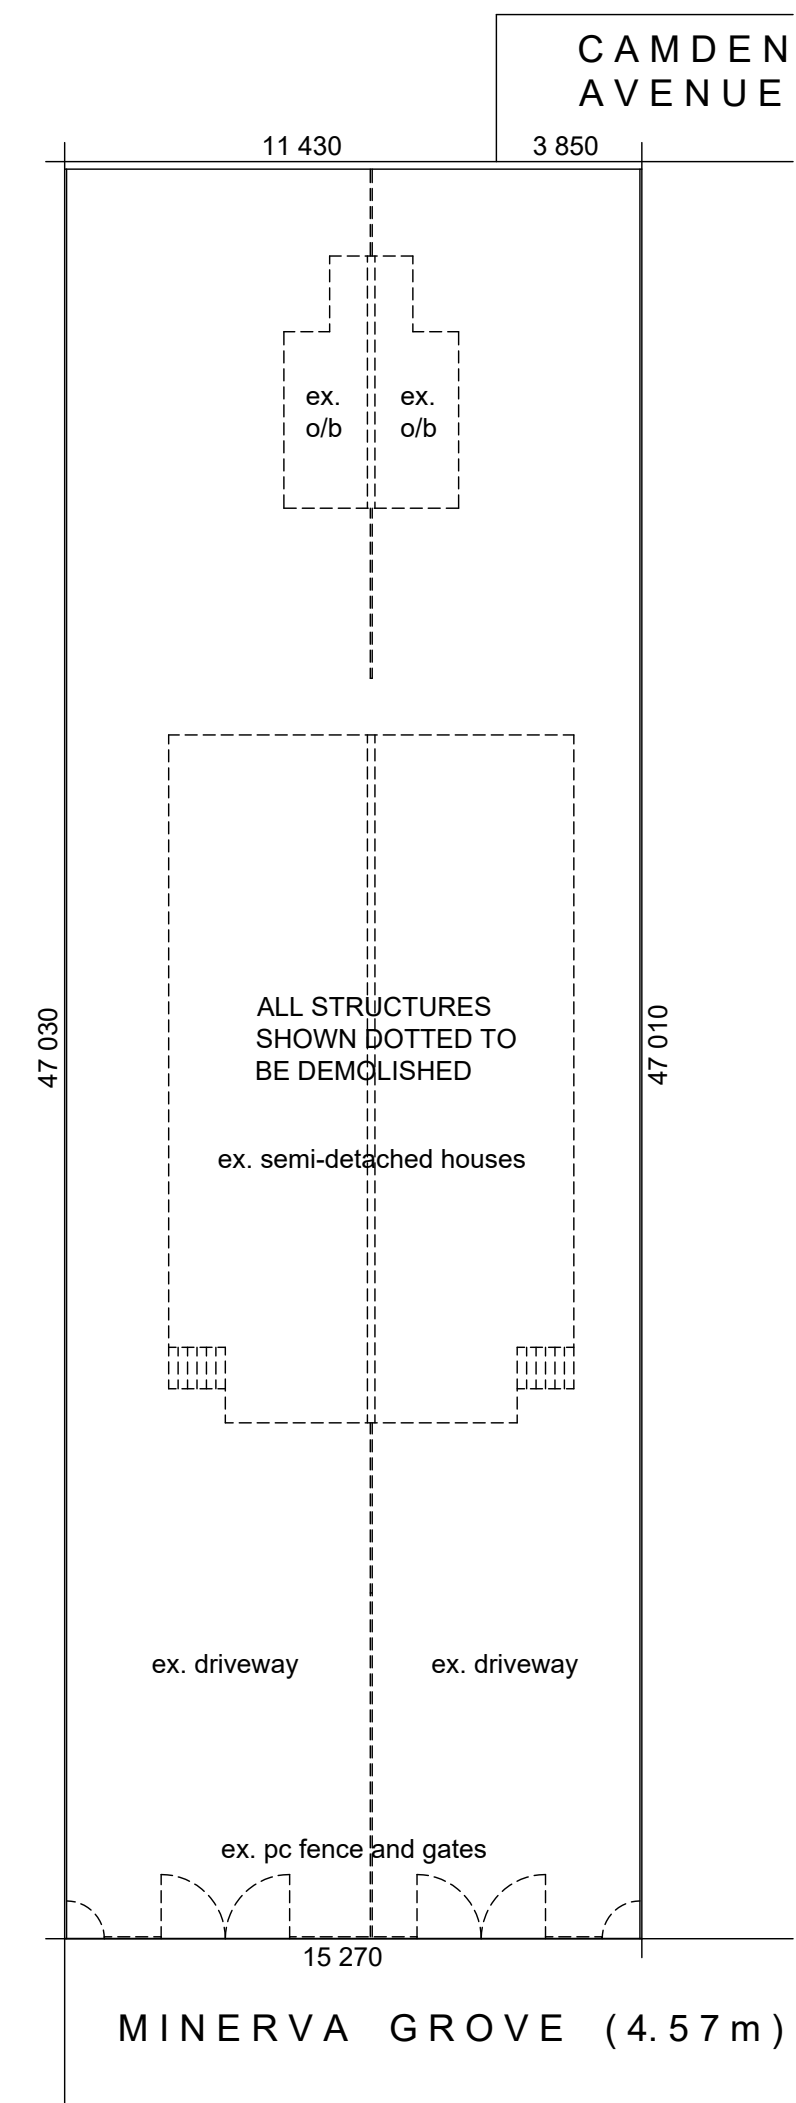 CAMDEN
AVENUE
11 430
3 850
ex.
o/b
ex.
o/b
ALL STRUCTURES
SHOWN DOTTED TO
BE DEMOLISHED
47 030
47 010
ex. semi-detached houses
ex. driveway
ex. driveway
ex. pc fence and gates
15 270
MINERVA GROVE (4.57m)